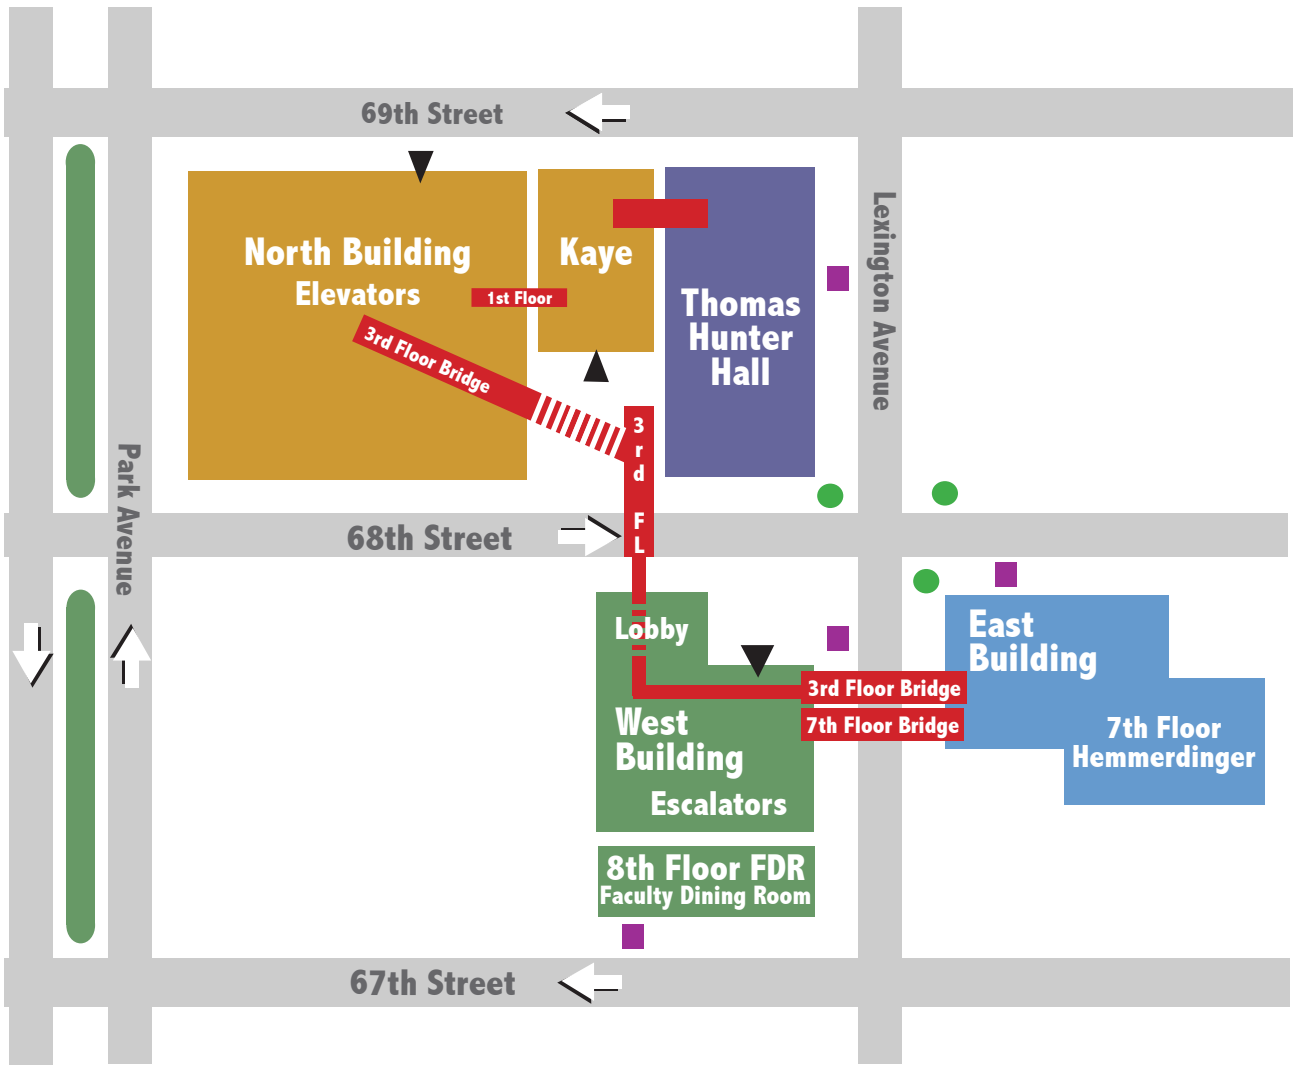 69th Street
Lexington Avenue
North Building
Elevators
Kaye
1st Floor
Thomas
Hunter
Hall
3rd Floor Bridge
3rd FL
Park Avenue
68th Street
Lobby
East
Building
3rd Floor Bridge
7th Floor Bridge
West
Building
Escalators
7th Floor
Hemmerdinger
8th Floor FDR
Faculty Dining Room
67th Street